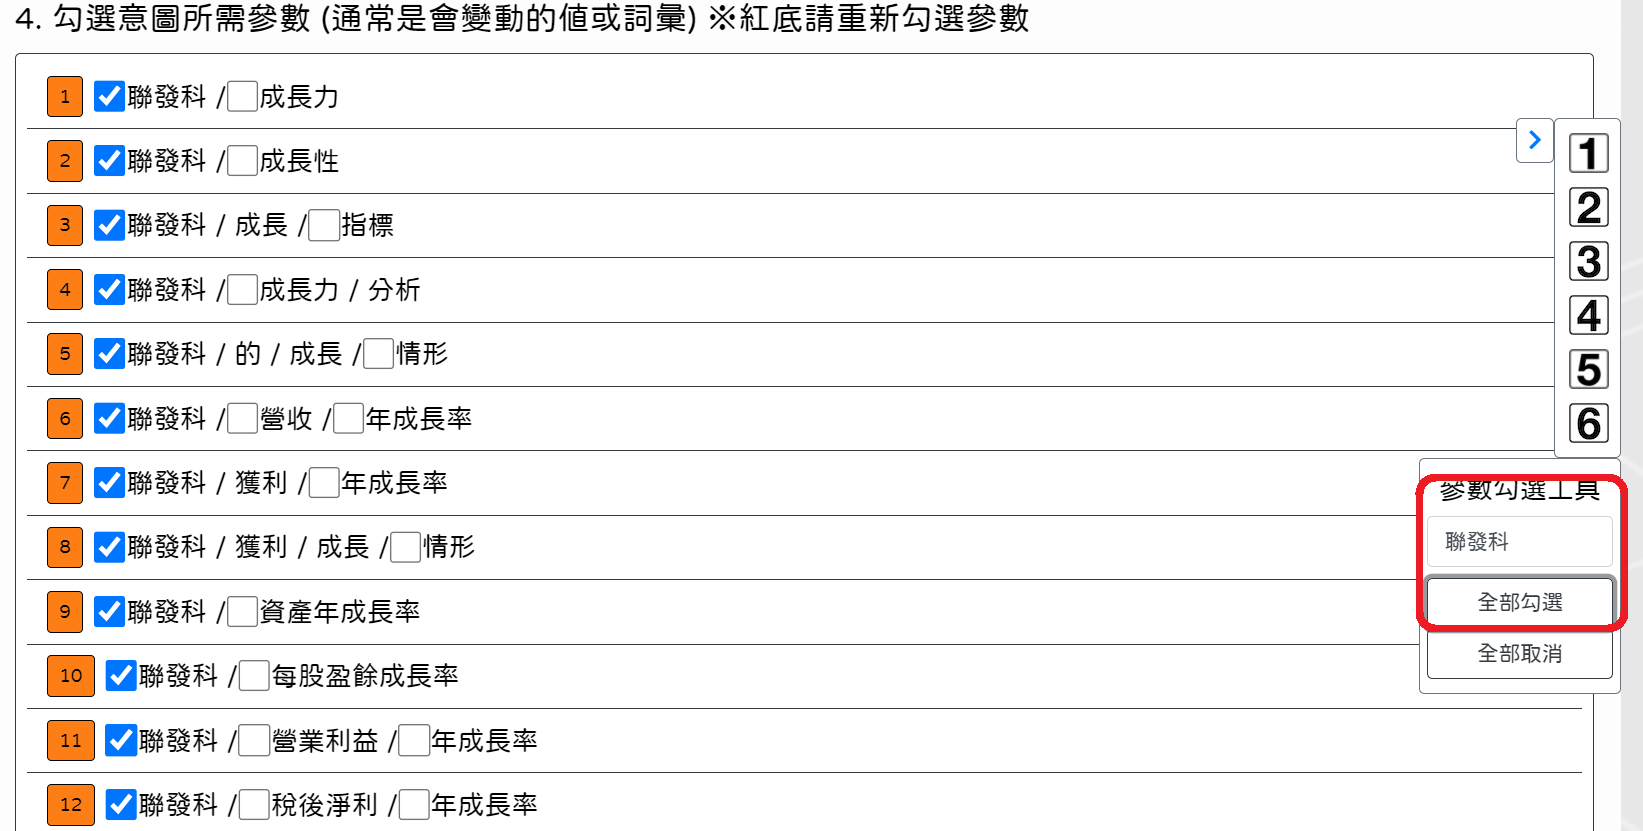 4. 勾選意圖所需參數 (通常是會變動的值或詞彙) ※紅底請重新勾選參數
1 聯發科 / 成長力
2 聯發科 / 成長性
3 聯發科 / 成長 / 指標
4 聯發科 / 成長力 / 分析
5 聯發科 / 的 / 成長 / 情形
6 聯發科 / 營收 / 年成長率
7 聯發科 / 獲利 / 年成長率
8 聯發科 / 獲利 / 成長 / 情形
9 聯發科 / 資產年成長率
10 聯發科 / 每股盈餘成長率
11 聯發科 / 營業利益 / 年成長率
12 聯發科 / 稅後淨利 / 年成長率
1
2
3
4
5
6
參數勾選工具
聯發科
全部勾選
全部取消